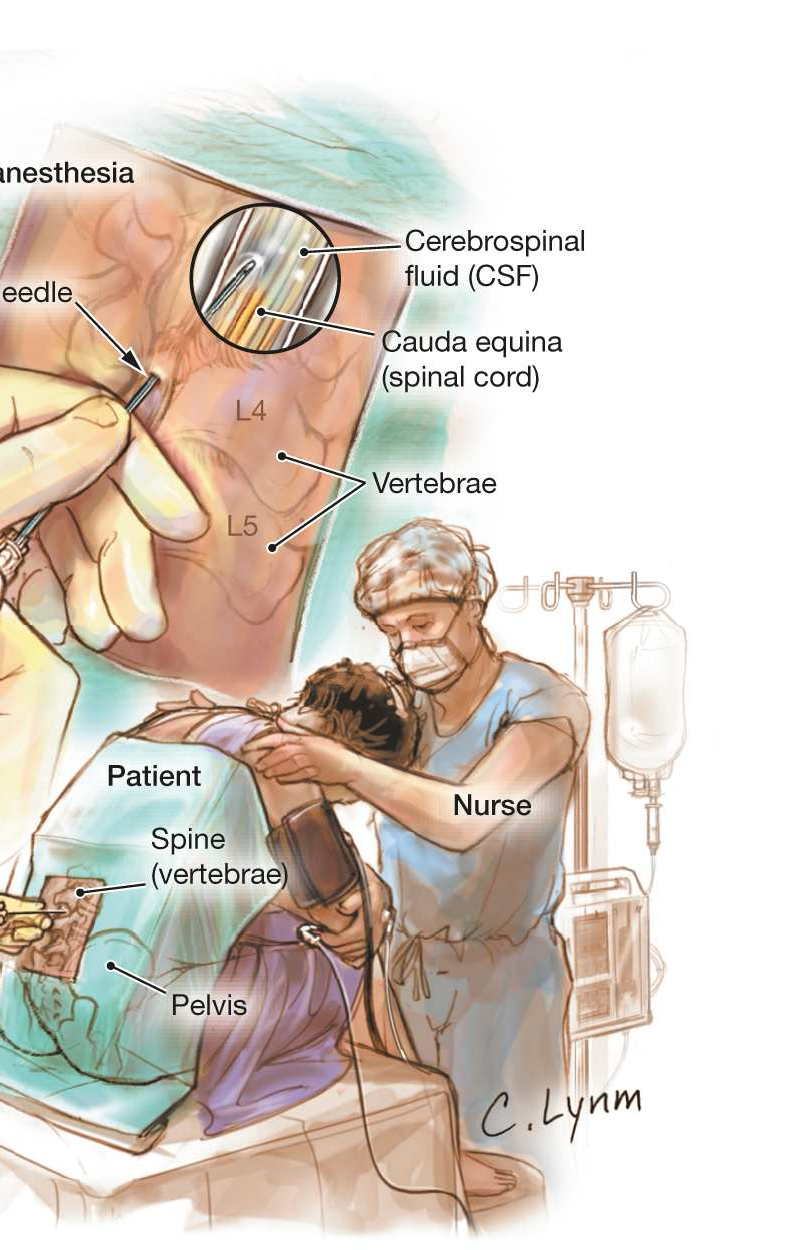 anesthesia
Cerebrospinal
fluid (CSF)
eedle
Cauda equina
(spinal cord)
L4
Vertebrae
L5
Patient
Nurse
Spine
(vertebrae)
Pelvis
C. Lynm